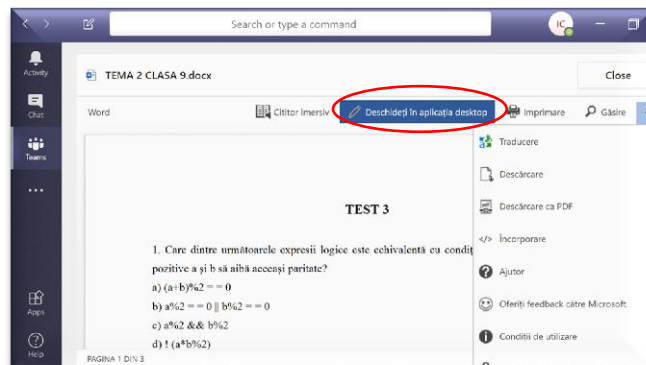 Search or type a command
IC
Activity
TEMA 2 CLASA 9.docx
Close
Chat
Word
Cititor imersiv
Deschideți în aplicația desktop
Imprimare
Găsire
Teams
Traducere
Descărcare
TEST 3
Descărcare ca PDF
1. Care dintre următoarele expresii logice este echivalentă cu
Încorporare
pozitive a și b să aibă aceeași paritate?
Ajutor
a) (a+b)%2 = = 0
Apps
b) a%2 = = 0 || b%2 = = 0
Oferiți feedback către Microsoft
c) a%2 && b%2
Condiții de utilizare
d) ! (a*b%2)
Help
PAGINA 1 DIN 3